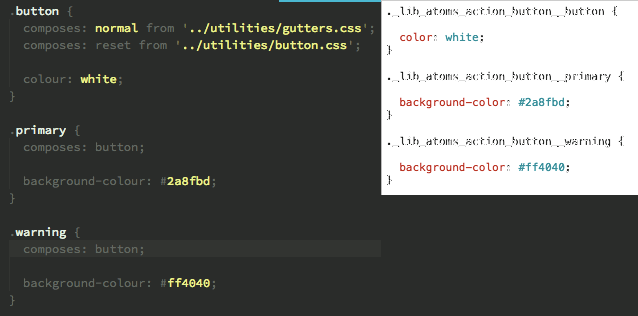 .button {
composes: normal from '../utilities/gutters.css';
composes: reset from '../utilities/button.css';
colour: white;
}
.primary {
composes: button;
background-colour: #2a8fbd;
}
.warning {
composes: button;
background-colour: #ff4040;
}
._lib_atoms_action_button__button {
color: white;
}
._lib_atoms_action_button__primary {
background-color: #2a8fbd;
}
._lib_atoms_action_button__warning {
background-color: #ff4040;
}